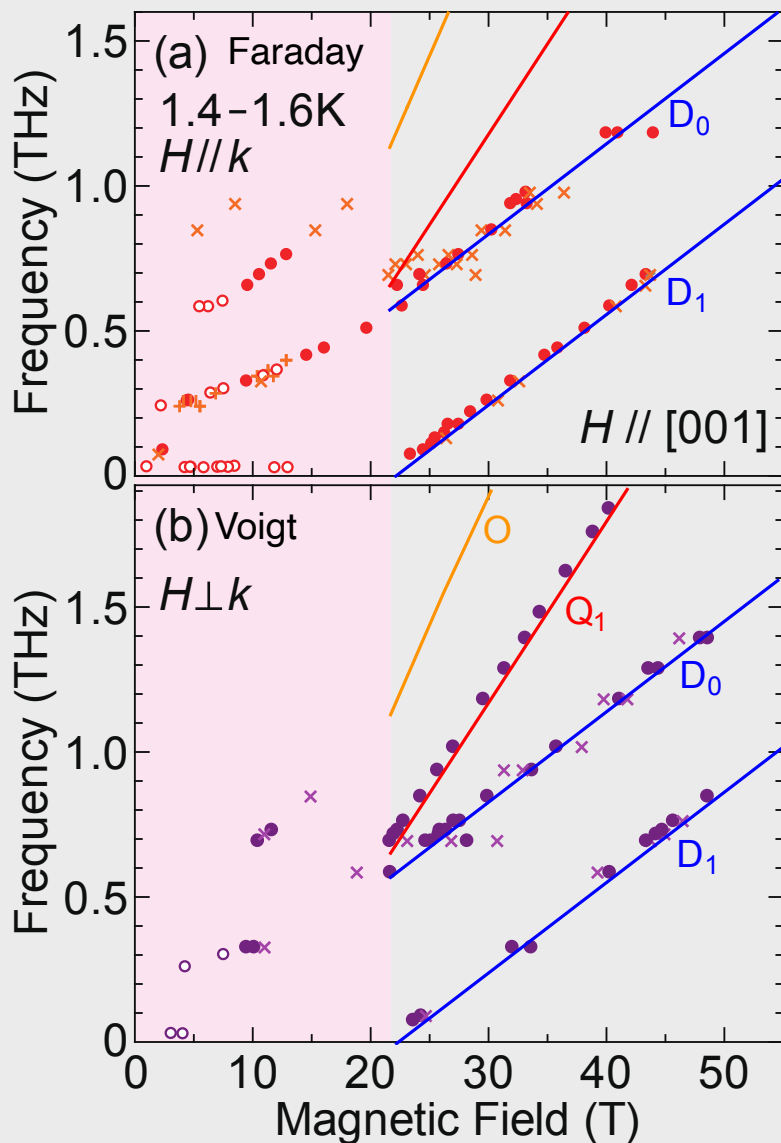 (a) Faraday
1.4–1.6K
H//k
D0
D1
H // [001]
1.5
1.0
0.5
0
Frequency (THz)
(b) Voigt
H⊥k
O
Q1
D0
D1
1.5
1.0
0.5
0
Frequency (THz)
0 10 20 30 40 50
Magnetic Field (T)